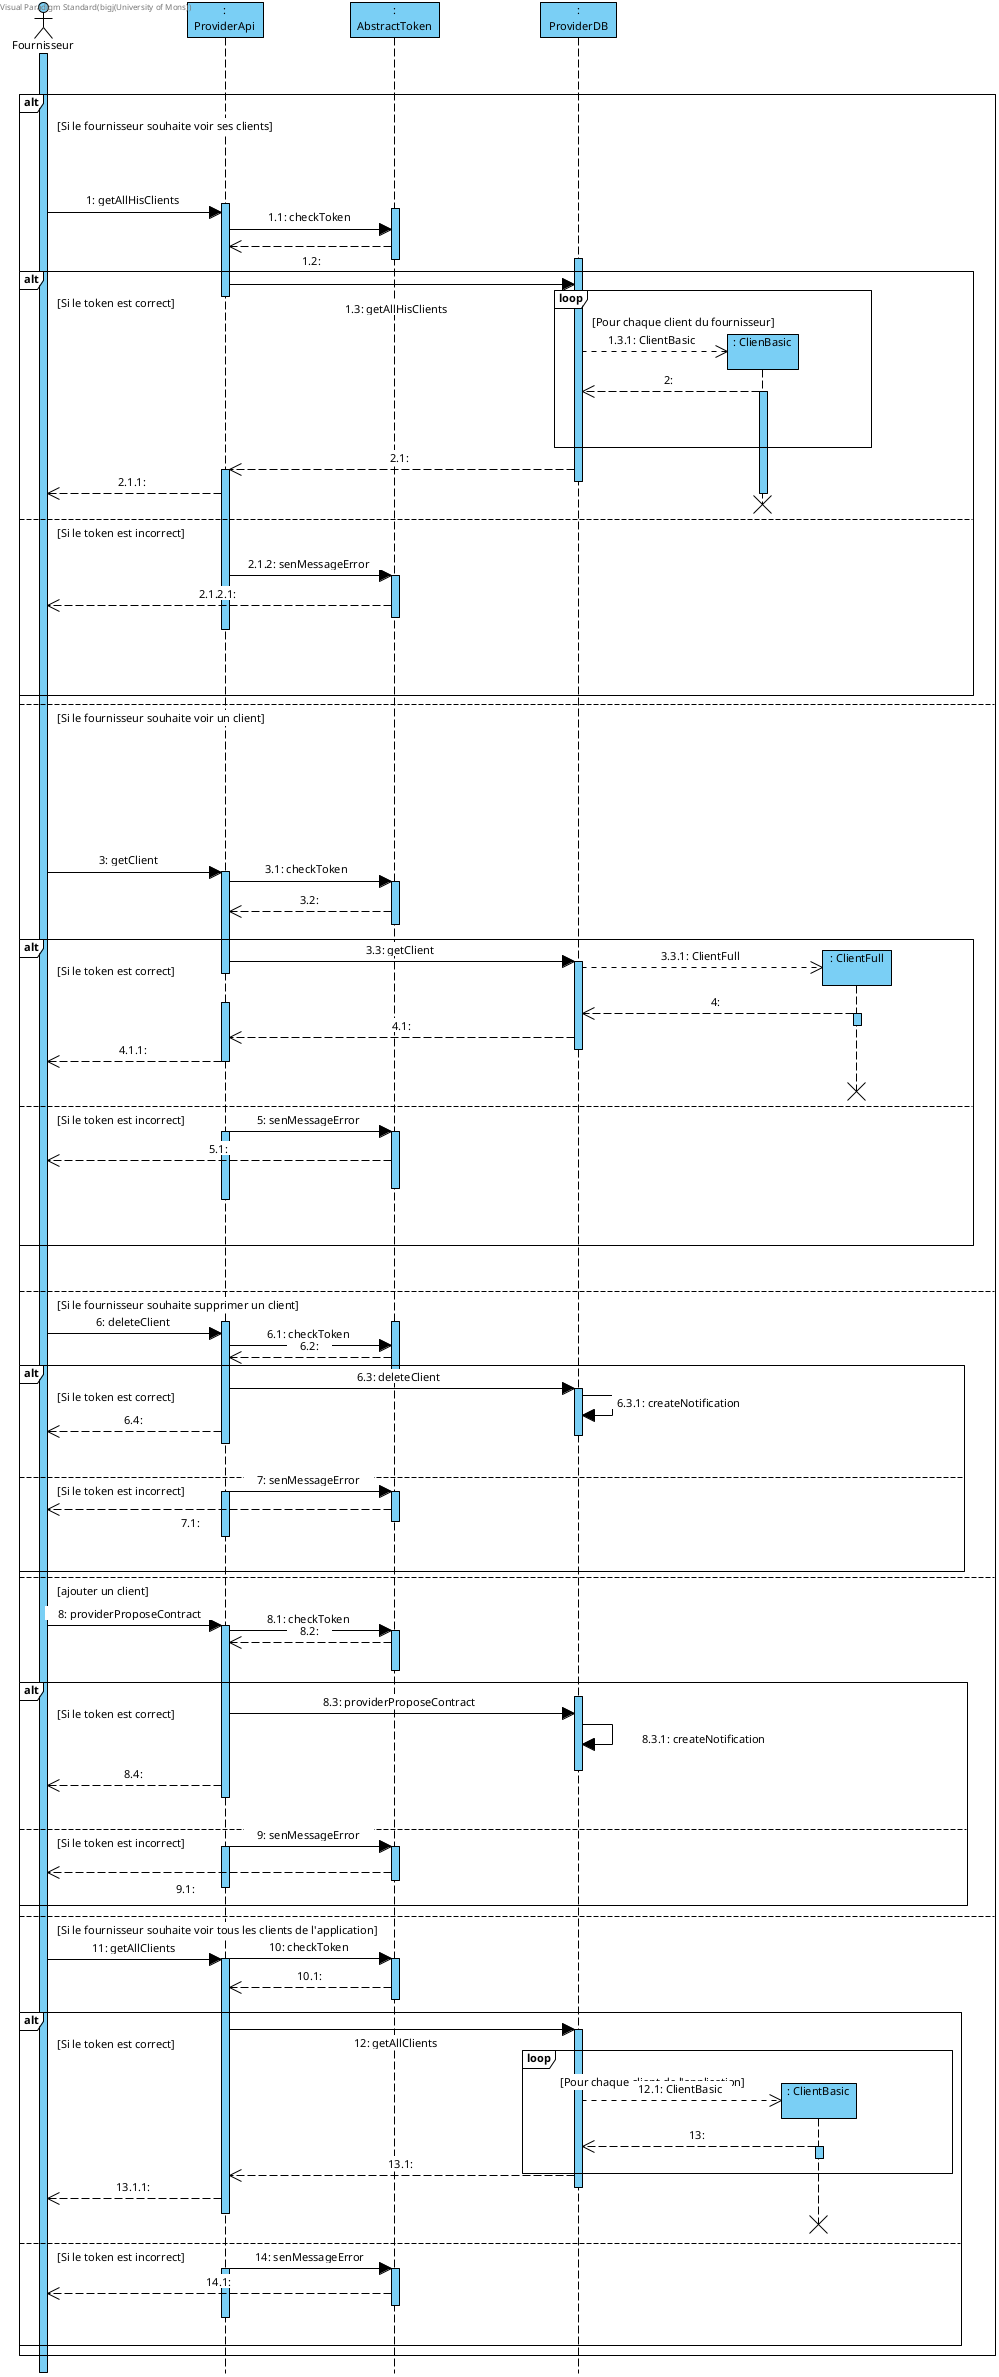 Visual Paradigm Standard(bigj(University of Mons))
Fournisseur
:
ProviderApi
:
AbstractToken
:
ProviderDB
alt
[Si le fournisseur souhaite voir ses clients]
1: getAllHisClients
1.1: checkToken
1.2:
alt
[Si le token est correct]
1.3: getAllHisClients
loop
[Pour chaque client du fournisseur]
1.3.1: ClientBasic
: ClienBasic
2:
2.1:
2.1.1:
[Si le token est incorrect]
2.1.2: senMessageError
2.1.2.1:
[Si le fournisseur souhaite voir un client]
3: getClient
3.1: checkToken
3.2:
alt
[Si le token est correct]
3.3: getClient
3.3.1: ClientFull
: ClientFull
4:
4.1:
4.1.1:
[Si le token est incorrect]
5: senMessageError
5.1:
[Si le fournisseur souhaite supprimer un client]
6: deleteClient
6.1: checkToken
6.2:
alt
[Si le token est correct]
6.3: deleteClient
6.3.1: createNotification
6.4:
7: senMessageError
[Si le token est incorrect]
7.1:
[ajouter un client]
8: providerProposeContract
8.1: checkToken
8.2:
alt
[Si le token est correct]
8.3: providerProposeContract
8.3.1: createNotification
8.4:
9: senMessageError
[Si le token est incorrect]
9.1:
[Si le fournisseur souhaite voir tous les clients de l'application]
11: getAllClients
10: checkToken
10.1:
alt
[Si le token est correct]
12: getAllClients
loop
[Pour chaque client de l'application]
12.1: ClientBasic
: ClientBasic
13:
13.1:
13.1.1:
[Si le token est incorrect]
14: senMessageError
14.1: